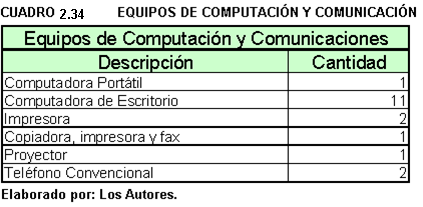 CUADRO 2.34 EQUIPOS DE COMPUTACIÓN Y COMUNICACIÓN
Equipos de Computación y Comunicaciones
Descripción Cantidad
Computadora Portátil 1
Computadora de Escritorio 11
Impresora 2
Copiadora, impresora y fax 1
Proyector 1
Teléfono Convencional 2
Elaborado por: Los Autores.